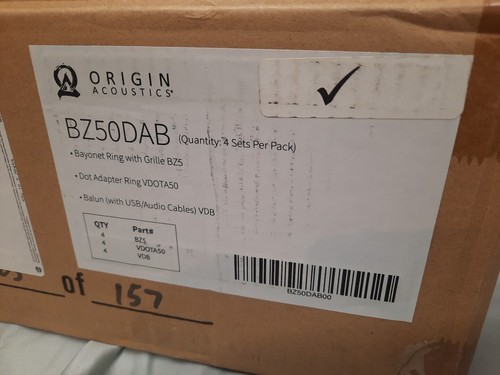 ORIGIN
ACOUSTICS®
BZ50DAB (Quantity: 4 Sets Per Pack)
• Bayonet Ring with Grille BZ5
• Dot Adapter Ring VDOTA50
• Balun (with USB/Audio Cables) VDB
QTY Part#
4 BZ5
4 VDOTA50
4 VDB
BZ50DAB00
of 157